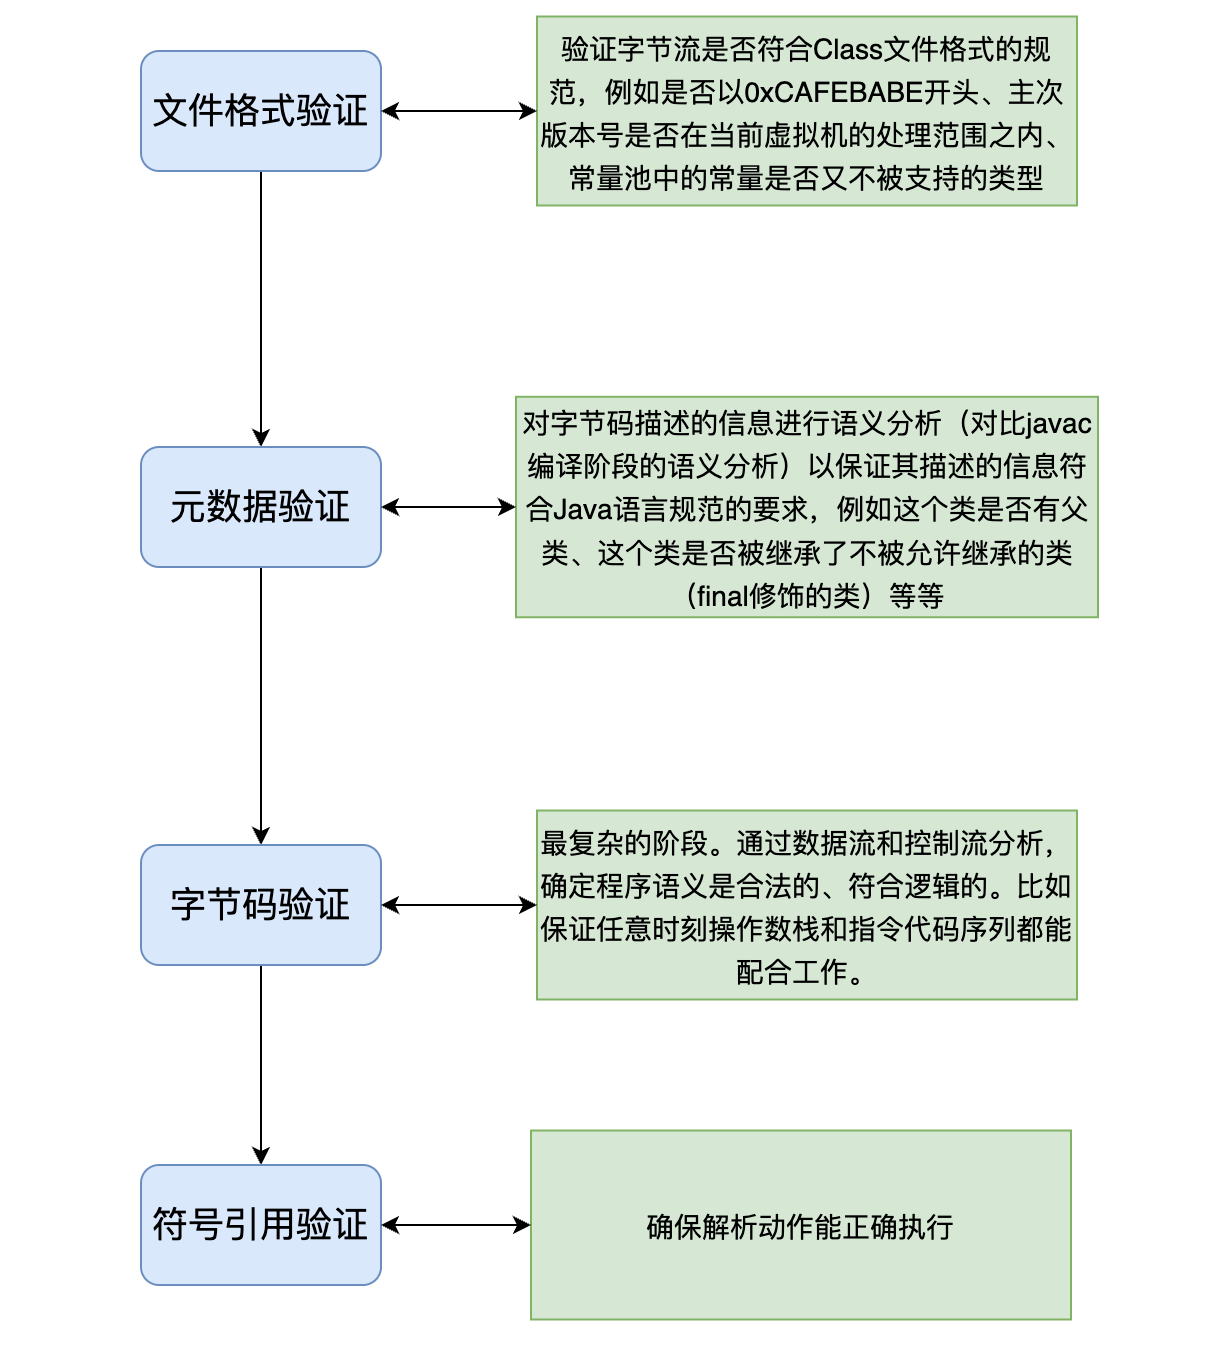 文件格式验证
验证字节流是否符合Class文件格式的规
范，例如是否以0xCAFEBABE开头、主次
版本号是否在当前虚拟机的处理范围之内、
常量池中的常量是否又不被支持的类型
元数据验证
对字节码描述的信息进行语义分析（对比javac
编译阶段的语义分析）以保证其描述的信息符
合Java语言规范的要求，例如这个类是否有父
类、这个类是否被继承了不被允许继承的类
（final修饰的类）等等
字节码验证
最复杂的阶段。通过数据流和控制流分析，
确定程序语义是合法的、符合逻辑的。比如
保证任意时刻操作数栈和指令代码序列都能
配合工作。
符号引用验证
确保解析动作能正确执行